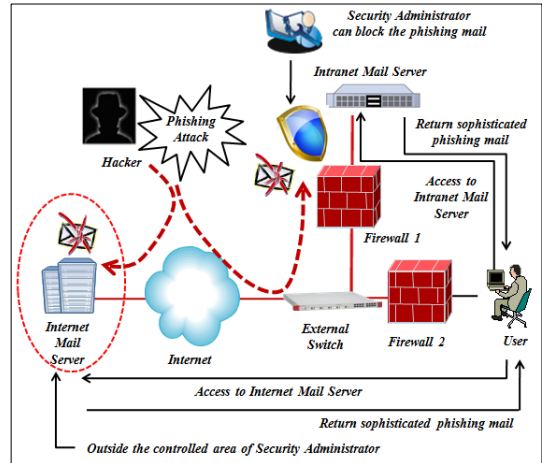 Security Administrator
can block the phishing mail
Intranet Mail Server
Phishing
Attack
Hacker
Return sophisticated
phishing mail
Access to
Intranet Mail
Server
Firewall 1
Internet
Mail
Server
Internet
External
Switch
Firewall 2
User
Access to Internet Mail Server
Return sophisticated phishing mail
Outside the controlled area of Security Administrator